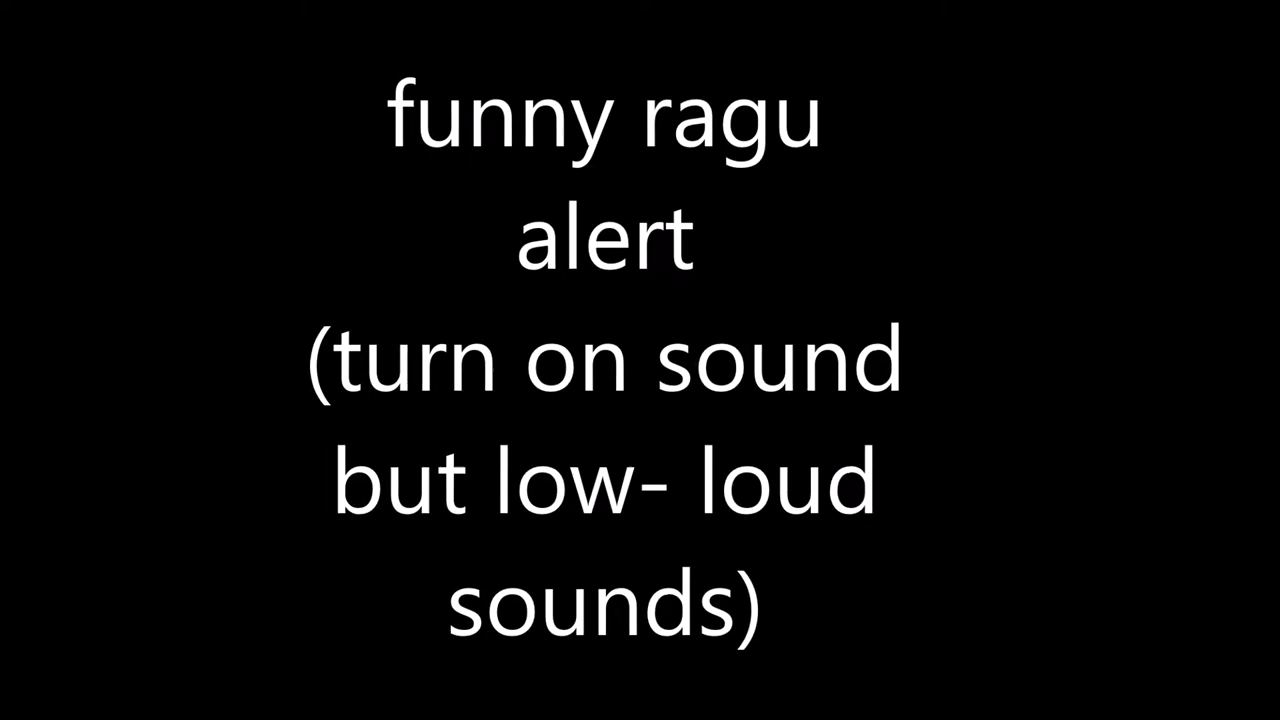 funny ragu
alert
(turn on sound
but low- loud
sounds)